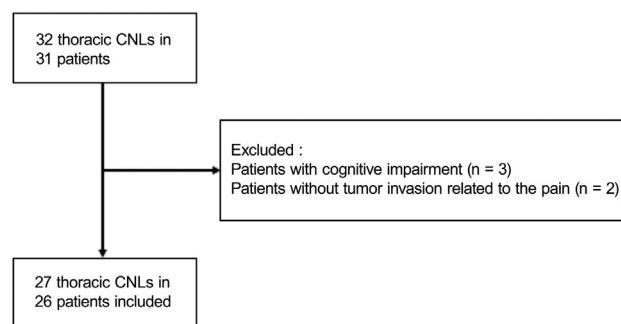 32 thoracic CNLs in
31 patients
Excluded :
Patients with cognitive impairment (n = 3)
Patients without tumor invasion related to the pain (n = 2)
27 thoracic CNLs in
26 patients included